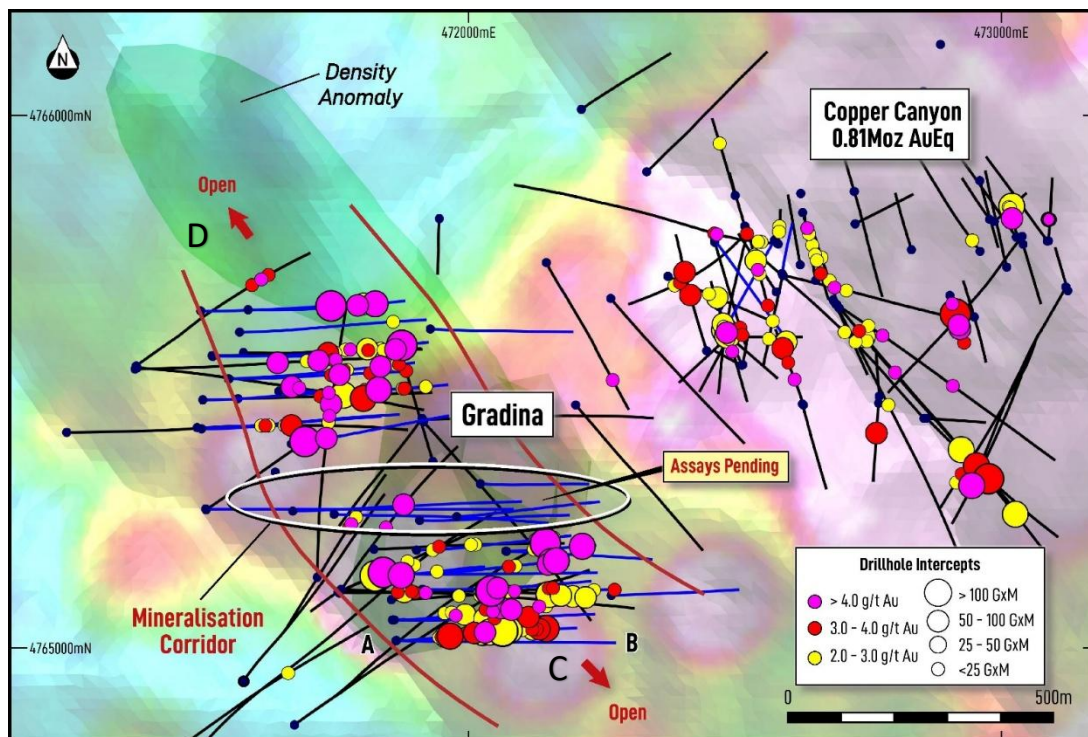 472000mE
473000mE
N
Density
Anomaly
4766000mN
Copper Canyon
0.81Moz AuEq
Open
D
Gradina
Assays Pending
Mineralisation
Corridor
A
B
C
4765000mN
Open
Drillhole Intercepts
> 4.0 g/t Au
> 100 GxM
3.0 - 4.0 g/t Au
50 - 100 GxM
2.0 - 3.0 g/t Au
25 - 50 GxM
<25 GxM
0
500m